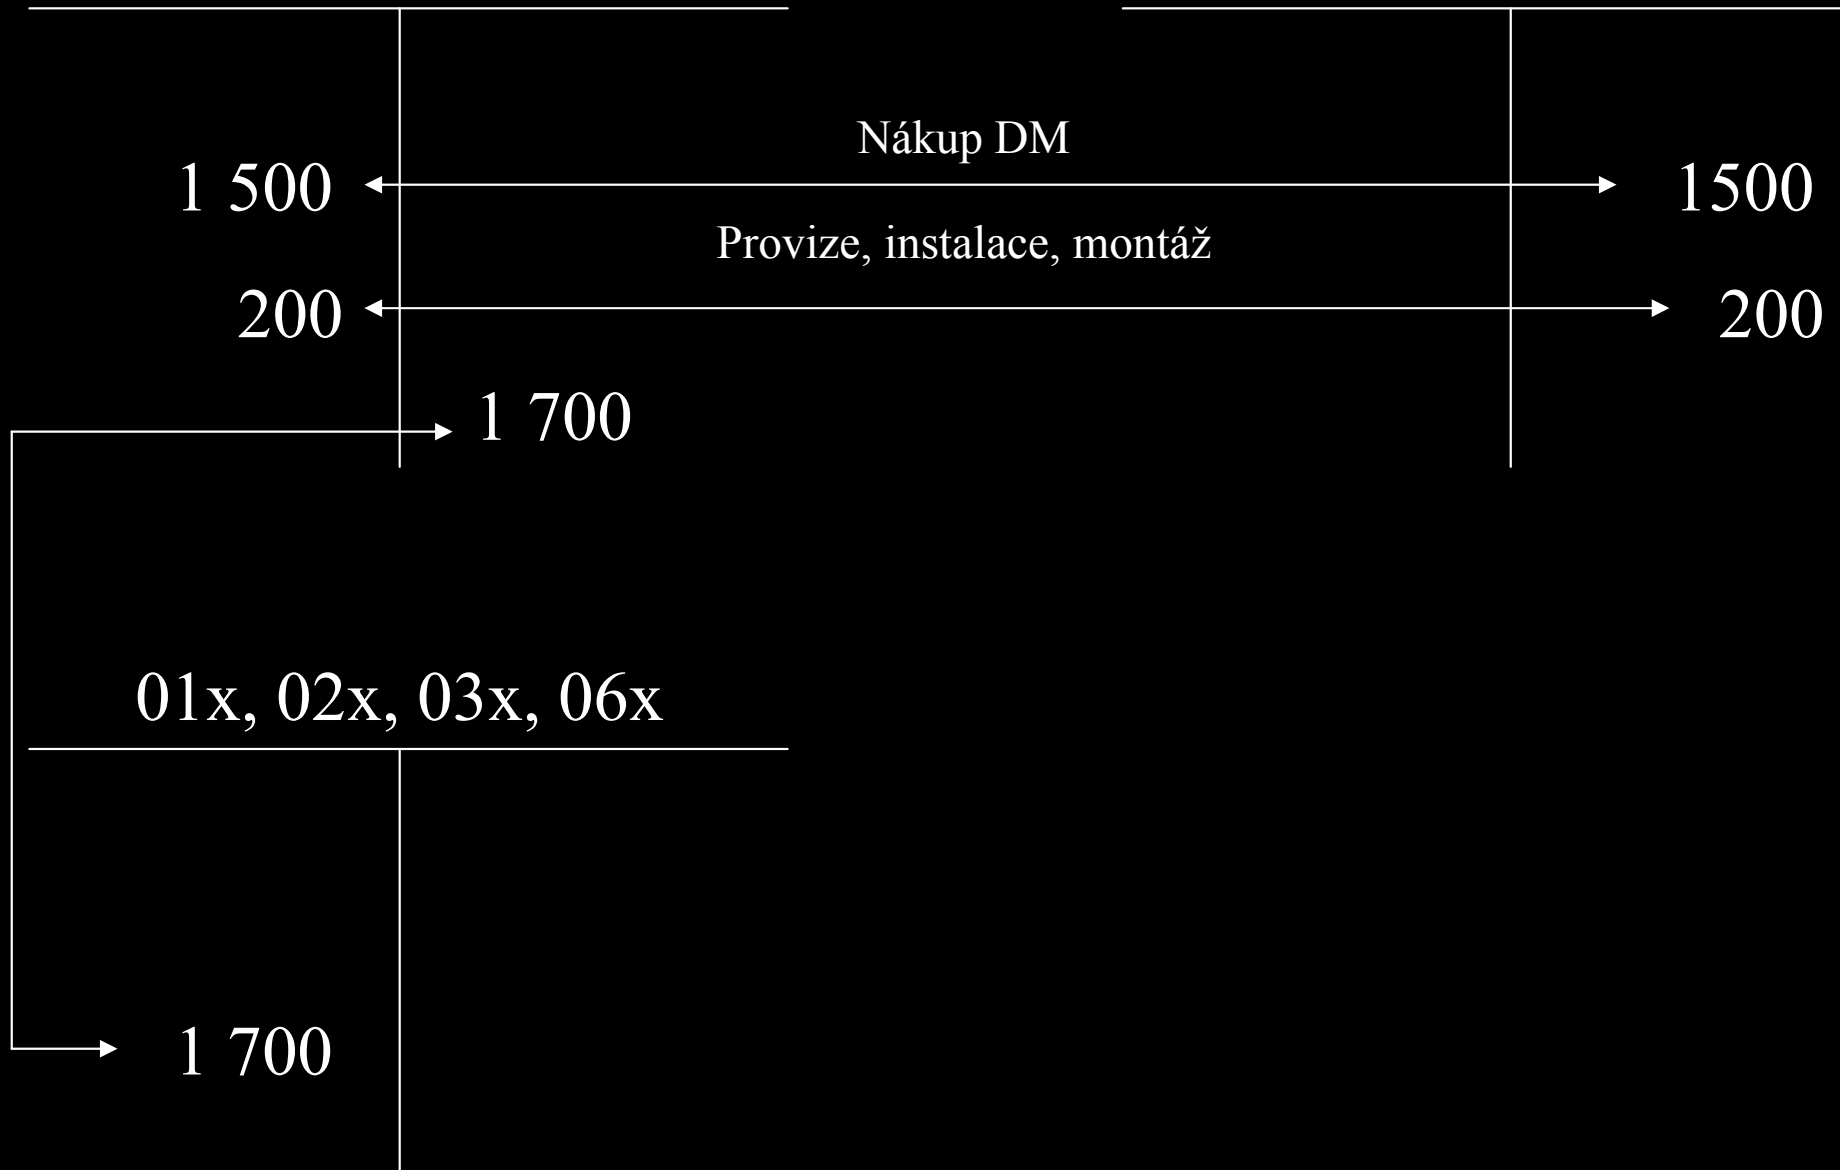 Nákup DM
1 500
1500
Provize, instalace, montáž
200
200
1 700
01x, 02x, 03x, 06x
1 700